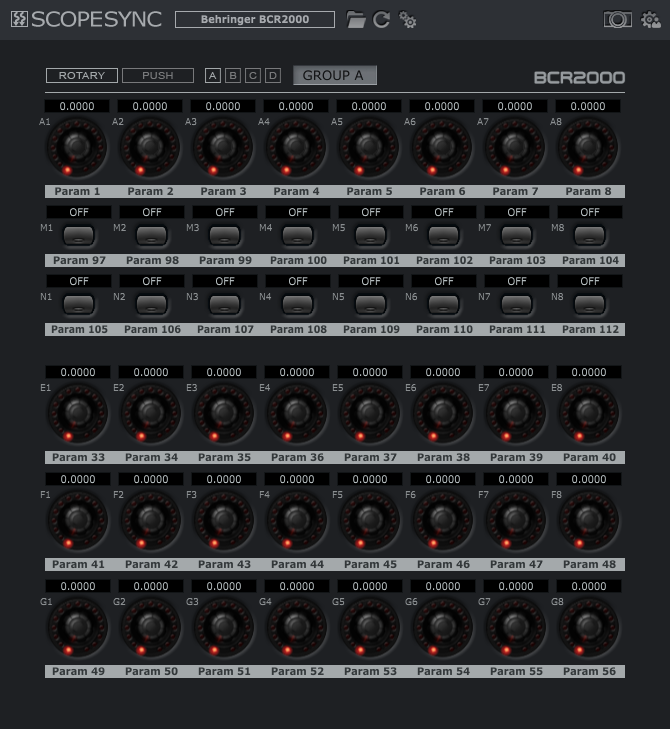 SCOPESYNC Behringer BCR2000
ROTARY PUSH A B C D GROUP A BCR2000
0.0000 0.0000 0.0000 0.0000 0.0000 0.0000 0.0000 0.0000
A1 A2 A3 A4 A5 A6 A7 A8
Param 1 Param 2 Param 3 Param 4 Param 5 Param 6 Param 7 Param 8
OFF OFF OFF OFF OFF OFF OFF OFF
M1 M2 M3 M4 M5 M6 M7 M8
Param 97 Param 98 Param 99 Param 100 Param 101 Param 102 Param 103 Param 104
OFF OFF OFF OFF OFF OFF OFF OFF
N1 N2 N3 N4 N5 N6 N7 N8
Param 105 Param 106 Param 107 Param 108 Param 109 Param 110 Param 111 Param 112
0.0000 0.0000 0.0000 0.0000 0.0000 0.0000 0.0000 0.0000
E1 E2 E3 E4 E5 E6 E7 E8
Param 33 Param 34 Param 35 Param 36 Param 37 Param 38 Param 39 Param 40
0.0000 0.0000 0.0000 0.0000 0.0000 0.0000 0.0000 0.0000
F1 F2 F3 F4 F5 F6 F7 F8
Param 41 Param 42 Param 43 Param 44 Param 45 Param 46 Param 47 Param 48
0.0000 0.0000 0.0000 0.0000 0.0000 0.0000 0.0000 0.0000
G1 G2 G3 G4 G5 G6 G7 G8
Param 49 Param 50 Param 51 Param 52 Param 53 Param 54 Param 55 Param 56